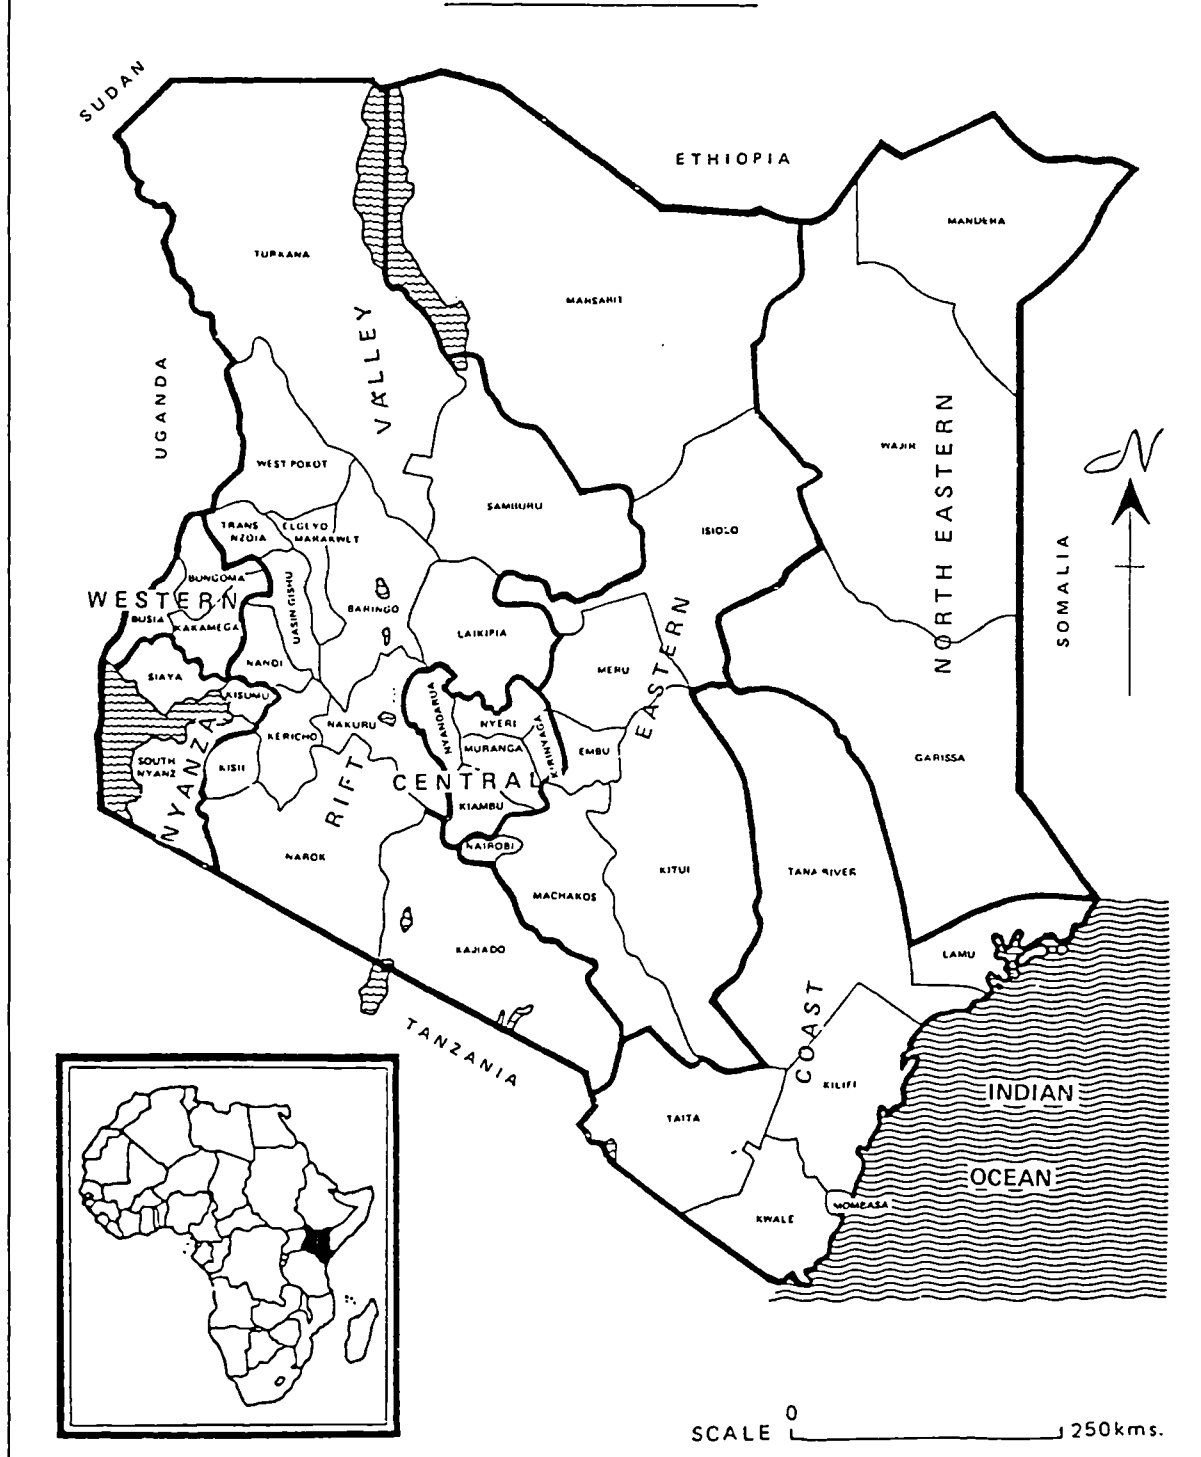 SUDAN
ETHIOPIA
MANDERA
TURKANA
MARSABIT
VALLEY
UGANDA
N
WAJIR
NORTH EASTERN
WEST POKOT
SAMBURU
ISIOLO
SOMALIA
TRANS
NZOIA
ELGEYO
MARAKWET
BUNGOMA
UASIN GISHU
WESTERN
BUSIA
KAKAMEGA
BARINGO
LAIKIPIA
EASTERN
MERU
NANDI
SIAYA
KISUMU
NYANDARUA
NYERI
KIRINYAGA
NAKURU
KERICHO
MURANGA
EMBU
GARISSA
SOUTH
NYANZ
KISII
NYANZA
RIFT
CENTRAL
KIAMBU
NAIROBI
NAROK
KITUI
TANA RIVER
MACHAKOS
KAJIADO
LAMU
COAST
TANZANIA
KILIFI
INDIAN
TAITA
OCEAN
KWALE
MOMBASA
0
SCALE
250kms.